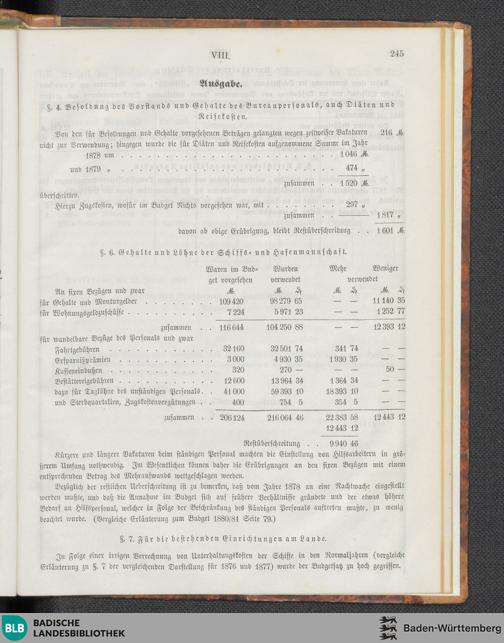 VIII. 245
Ausgabe.
§. 4. Besoldung des Vorstands und Gehalte des Bureaupersonals, auch Diäten und
Reisekosten.
Von den für Besoldungen und Gehalte vorgesehenen Beträgen gelangten wegen zeitweiser Vakaturen 216 ℳ
nicht zur Verwendung; hingegen wurde die für Diäten und Reisekosten aufgenommene Summe im Jahr
1878 um . . . 1 046 ℳ
und 1879 „ . . . 474 „
zusammen . . 1 520 ℳ
überschritten.
Hierzu Zugskosten, wofür im Budget Nichts vorgesehen war, mit . . . 297 „
zusammen . . 1 817 „
davon ab obige Erübrigung, bleibt Restüberschreitung . . 1 601 ℳ
§. 6. Gehalte und Löhne der Schiffs- und Hafenmannschaft.
Waren im Bud- Wurden Mehr Weniger
get vorgesehen verwendet verwendet
An fixen Bezügen und zwar ℳ ℳ ₰ ℳ ₰ ℳ ₰
für Gehalte und Monturgelder . . . 109 420 98 279 65 — — 11 140 35
für Wohnungsgeldzuschüsse . . . 7 224 5 971 23 — — 1 252 77
zusammen . . 116 644 104 250 88 12 393 12
für wandelbare Bezüge des Personals und zwar
Fahrtgebühren . . . 32 160 32 501 74 341 74 — —
Ersparnißprämien . . . 3 000 4 930 35 1 930 35 — —
Kasseneinbußen . . . 320 270 — — — 50 —
Bestättereigebühren . . . 12 600 13 964 34 1 364 34 — —
dazu für Taglöhne des unständigen Personals . . 41 000 59 393 10 18 393 10 — —
und Sterbquartalien, Zugskostenvergütungen . . 400 754 5 354 5 — —
zusammen . . 206 124 216 064 46 22 383 58 12 443 12
12 443 12
Restüberschreitung . . 9 940 46
Kürzere und längere Vakaturen beim ständigen Personal machten die Einstellung von Hilfsarbeitern in grö-
ßerem Umfang nothwendig. Im Wesentlichen können daher die Erübrigungen an den fixen Bezügen mit einem
entsprechenden Betrag des Mehraufwands wettgeschlagen werden.
Bezüglich der restlichen Ueberschreitung ist zu bemerken, daß vom Jahr 1878 an eine Nachtwache eingestellt
werden mußte, und daß die Annahme im Budget sich auf frühere Verhältnisse gründete und der etwas höhere
Bedarf an Hilfspersonal, welcher in Folge der Beschränkung des ständigen Personals auftreten mußte, zu wenig
beachtet wurde. (Vergleiche Erläuterung zum Budget 1880/81 Seite 79.)
§. 7. Für die bestehenden Einrichtungen am Lande.
In Folge einer irrigen Verrechnung von Unterhaltungskosten der Schiffe in den Normaljahren (vergleiche
Erläuterung zu §. 7 der vergleichenden Darstellung für 1876 und 1877) wurde der Budgetsatz zu hoch gegriffen.
BLB BADISCHE
LANDESBIBLIOTHEK
Baden-Württemberg